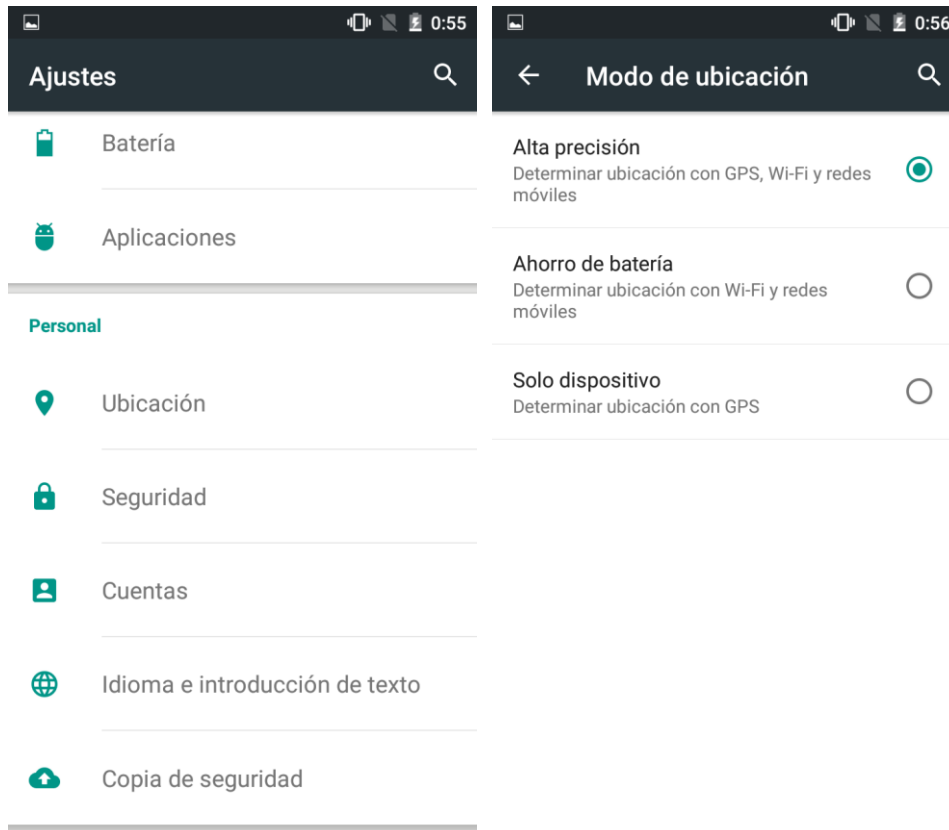 0:55
Ajustes
Batería
Aplicaciones
Personal
Ubicación
Seguridad
Cuentas
Idioma e introducción de texto
Copia de seguridad
0:56
Modo de ubicación
Alta precisión
Determinar ubicación con GPS, Wi-Fi y redes
móviles
Ahorro de batería
Determinar ubicación con Wi-Fi y redes
móviles
Solo dispositivo
Determinar ubicación con GPS